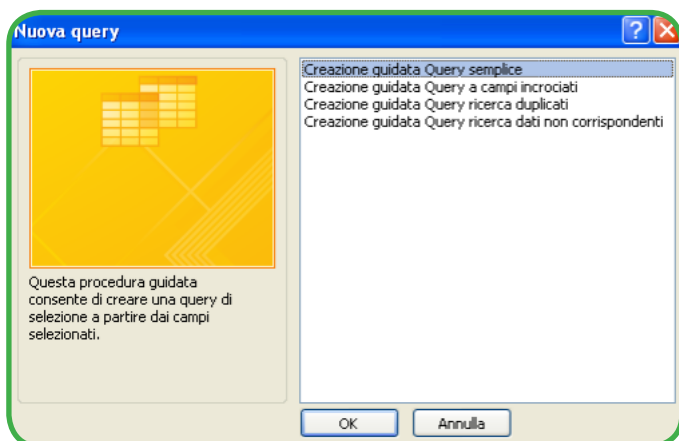 Nuova query
Creazione guidata Query semplice
Creazione guidata Query a campi incrociati
Creazione guidata Query ricerca duplicati
Creazione guidata Query ricerca dati non corrispondenti
Questa procedura guidata
consente di creare una query di
selezione a partire dai campi
selezionati.
OK
Annulla